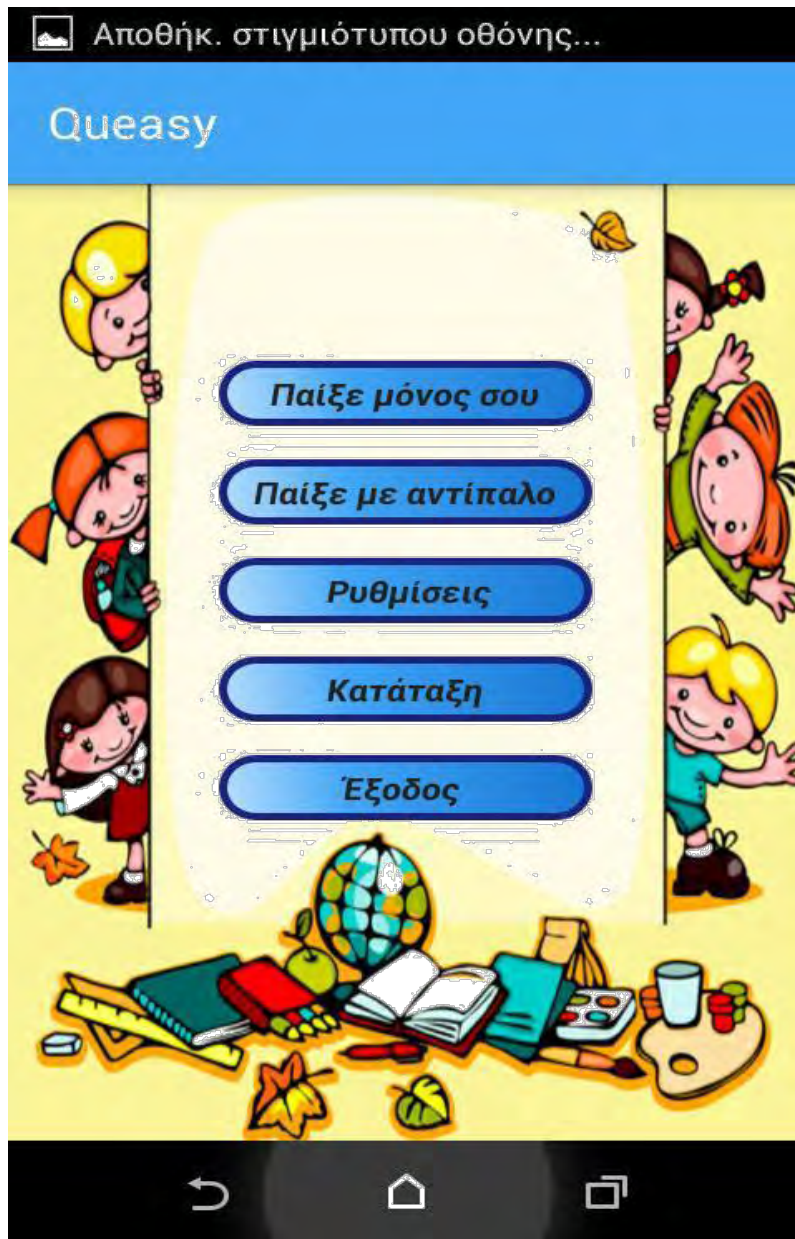 Αποθήκ. στιγμιότυπου οθόνης...
Queasy
Παίξε μόνος σου
Παίξε με αντίπαλο
Ρυθμίσεις
Κατάταξη
Έξοδος